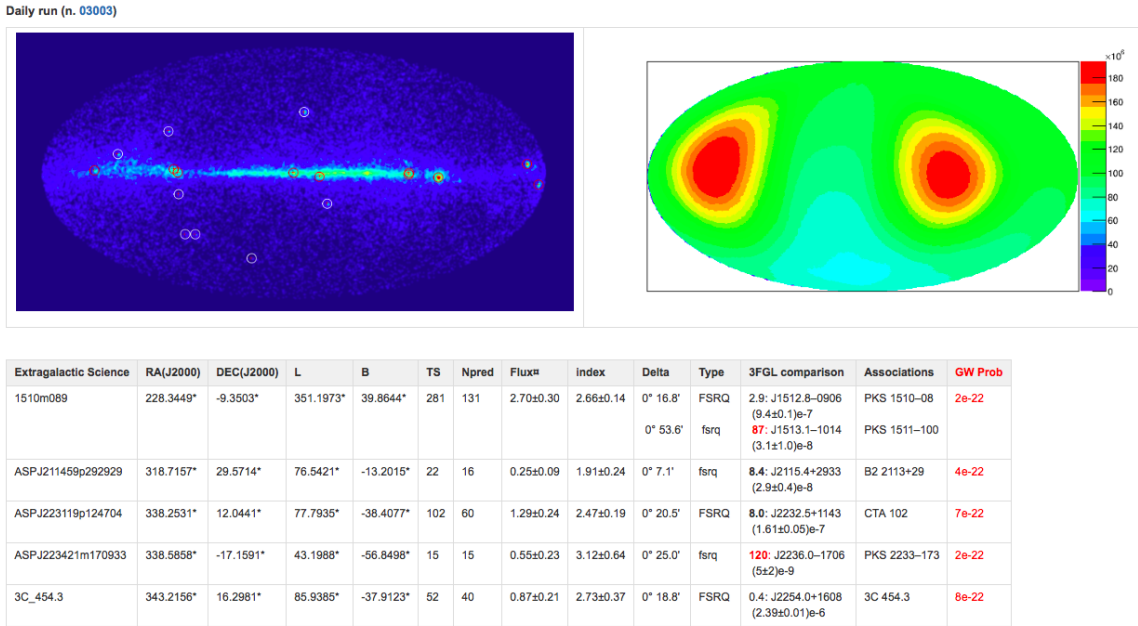 Daily run (n. 03003)
×10⁶
180
160
140
120
100
80
60
40
20
0
Extragalactic Science RA(J2000) DEC(J2000) L B TS Npred Flux¤ index Delta Type 3FGL comparison Associations GW Prob
1510m089 228.3449* -9.3503* 351.1973* 39.8644* 281 131 2.70±0.30 2.66±0.14 0° 16.8' FSRQ 2.9: J1512.8–0906 PKS 1510–08 2e-22
(9.4±0.1)e-7
0° 53.6' fsrq 87: J1513.1–1014 PKS 1511–100
(3.1±1.0)e-8
ASPJ211459p292929 318.7157* 29.5714* 76.5421* -13.2015* 22 16 0.25±0.09 1.91±0.24 0° 7.1' fsrq 8.4: J2115.4+2933 B2 2113+29 4e-22
(2.9±0.4)e-8
ASPJ223119p124704 338.2531* 12.0441* 77.7935* -38.4077* 102 60 1.29±0.24 2.47±0.19 0° 20.5' FSRQ 8.0: J2232.5+1143 CTA 102 7e-22
(1.61±0.05)e-7
ASPJ223421m170933 338.5858* -17.1591* 43.1988* -56.8498* 15 15 0.55±0.23 3.12±0.64 0° 25.0' fsrq 120: J2236.0–1706 PKS 2233–173 2e-22
(5±2)e-9
3C_454.3 343.2156* 16.2981* 85.9385* -37.9123* 52 40 0.87±0.21 2.73±0.37 0° 18.8' FSRQ 0.4: J2254.0+1608 3C 454.3 8e-22
(2.39±0.01)e-6